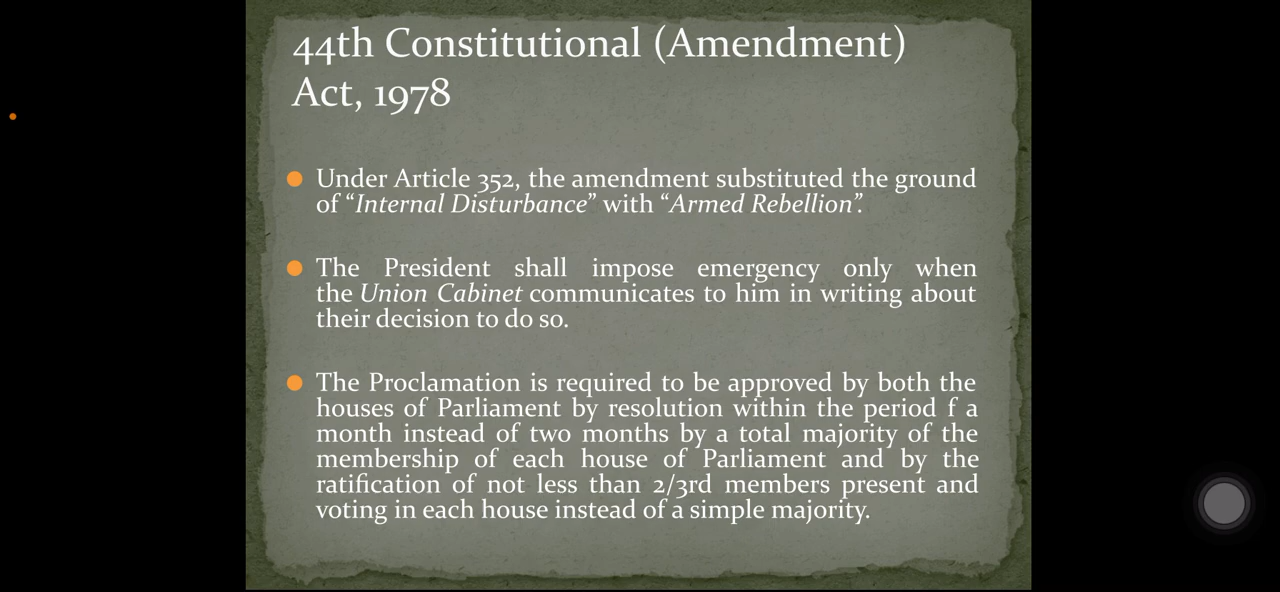 44th Constitutional (Amendment)
Act, 1978
Under Article 352, the amendment substituted the ground
of “Internal Disturbance” with “Armed Rebellion”.
The President shall impose emergency only when
the Union Cabinet communicates to him in writing about
their decision to do so.
The Proclamation is required to be approved by both the
houses of Parliament by resolution within the period f a
month instead of two months by a total majority of the
membership of each house of Parliament and by the
ratification of not less than 2/3rd members present and
voting in each house instead of a simple majority.